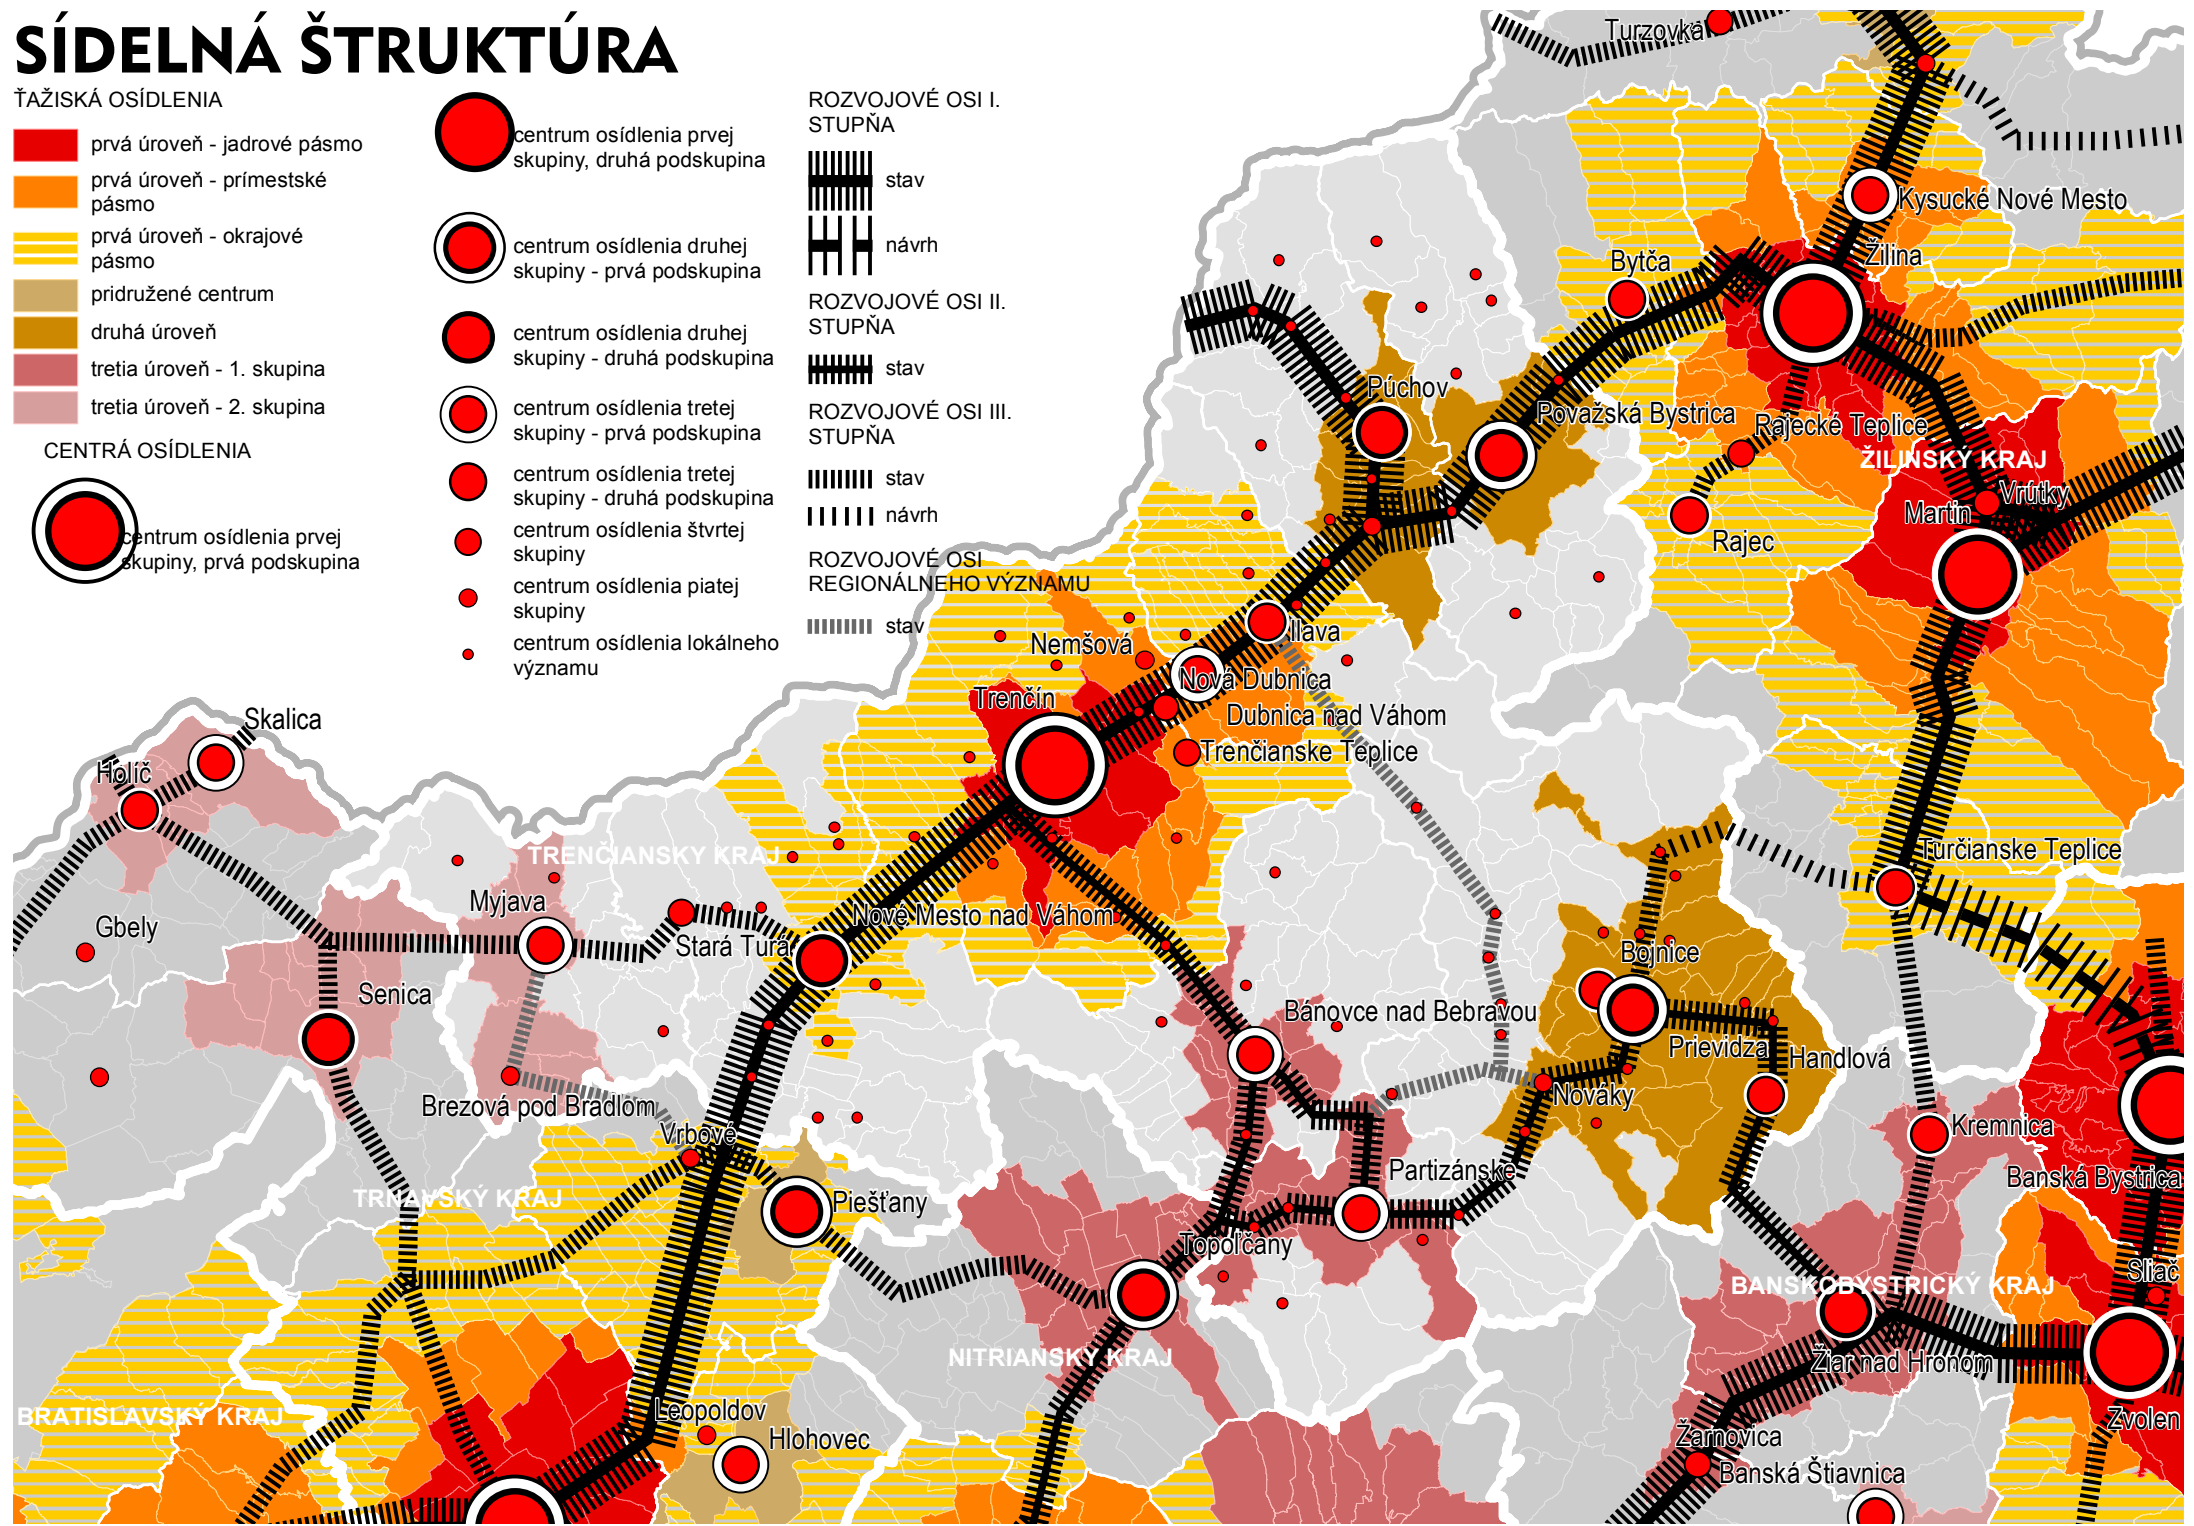 SÍDELNÁ ŠTRUKTÚRA
ŤAŽISKÁ OSÍDLENIA
prvá úroveň - jadrové pásmo
prvá úroveň - prímestské
pásmo
prvá úroveň - okrajové
pásmo
pridružené centrum
druhá úroveň
tretia úroveň - 1. skupina
tretia úroveň - 2. skupina
CENTRÁ OSÍDLENIA
centrum osídlenia prvej
skupiny, prvá podskupina
centrum osídlenia prvej
skupiny, druhá podskupina
centrum osídlenia druhej
skupiny - prvá podskupina
centrum osídlenia druhej
skupiny - druhá podskupina
centrum osídlenia tretej
skupiny - prvá podskupina
centrum osídlenia tretej
skupiny - druhá podskupina
centrum osídlenia štvrtej
skupiny
centrum osídlenia piatej
skupiny
centrum osídlenia lokálneho
významu
ROZVOJOVÉ OSI I.
STUPŇA
stav
návrh
ROZVOJOVÉ OSI II.
STUPŇA
stav
ROZVOJOVÉ OSI III.
STUPŇA
stav
návrh
ROZVOJOVÉ OSI
REGIONÁLNEHO VÝZNAMU
stav
Turzovka
Kysucké Nové Mesto
Žilina
Bytča
Púchov
Považská Bystrica
Rajecké Teplice
ŽILINSKÝ KRAJ
Vrútky
Martin
Rajec
Ilava
Nemšová
Nová Dubnica
Trenčín
Dubnica nad Váhom
Trenčianske Teplice
Skalica
Holíč
TRENČIANSKY KRAJ
Turčianske Teplice
Myjava
Nové Mesto nad Váhom
Gbely
Stará Turá
Bojnice
Senica
Bánovce nad Bebravou
Prievidza
Handlová
Nováky
Brezová pod Bradlom
Vrbové
Kremnica
Partizánske
Banská Bystrica
TRNAVSKÝ KRAJ
Piešťany
Topoľčany
Sliač
BANSKOBYSTRICKÝ KRAJ
NITRIANSKY KRAJ
Žiar nad Hronom
BRATISLAVSKÝ KRAJ
Leopoldov
Zvolen
Hlohovec
Žarnovica
Banská Štiavnica